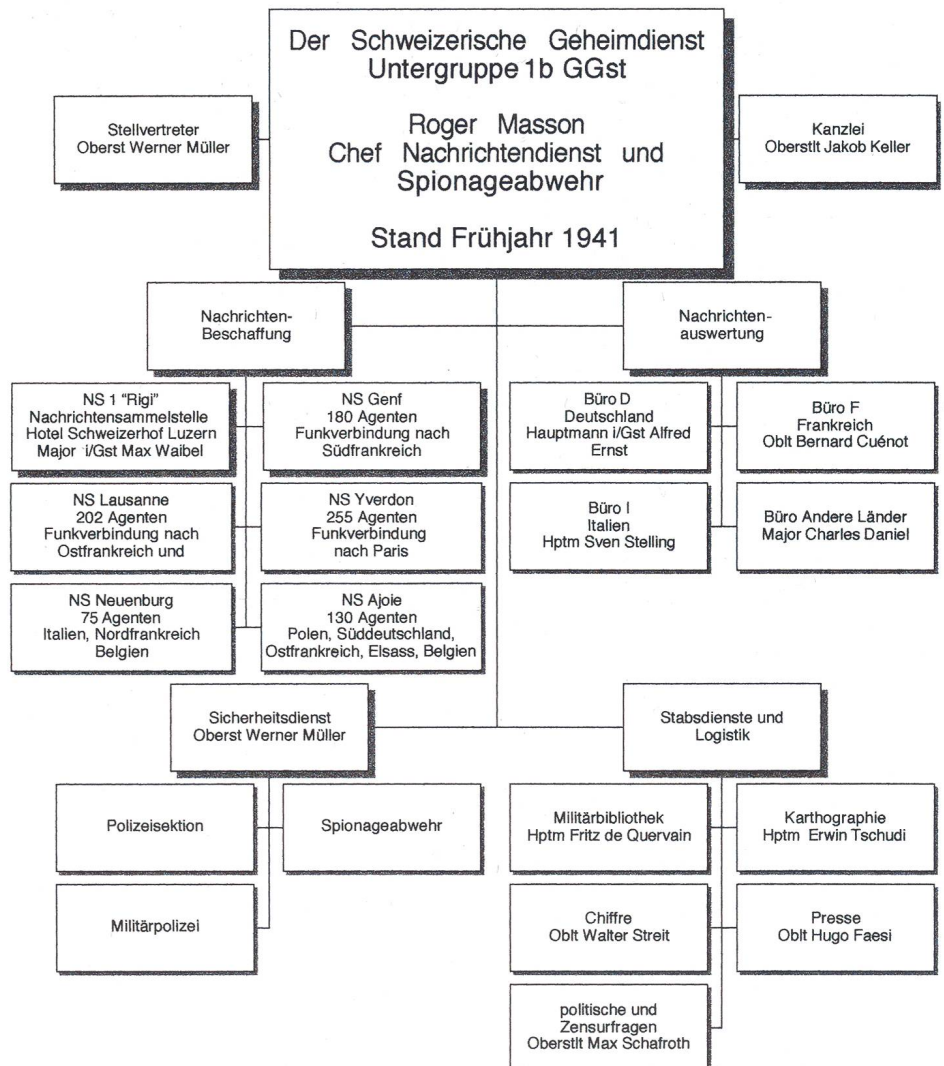 Der Schweizerische Geheimdienst
Untergruppe 1b GGst
Roger Masson
Chef Nachrichtendienst und
Spionageabwehr
Stand Frühjahr 1941
Stellvertreter
Oberst Werner Müller
Kanzlei
Oberstlt Jakob Keller
Nachrichten-
Beschaffung
Nachrichten-
auswertung
NS 1 "Rigi"
Nachrichtensammelstelle
Hotel Schweizerhof Luzern
Major i/Gst Max Waibel
NS Genf
180 Agenten
Funkverbindung nach
Südfrankreich
Büro D
Deutschland
Hauptmann i/Gst Alfred
Ernst
Büro F
Frankreich
Oblt Bernard Cuénot
NS Lausanne
202 Agenten
Funkverbindung nach
Ostfrankreich und
NS Yverdon
255 Agenten
Funkverbindung
nach Paris
Büro I
Italien
Hptm Sven Stelling
Büro Andere Länder
Major Charles Daniel
NS Neuenburg
75 Agenten
Italien, Nordfrankreich
Belgien
NS Ajoie
130 Agenten
Polen, Süddeutschland,
Ostfrankreich, Elsass, Belgien
Sicherheitsdienst
Oberst Werner Müller
Stabsdienste und
Logistik
Polizeisektion
Spionageabwehr
Militärbibliothek
Hptm Fritz de Quervain
Karthographie
Hptm Erwin Tschudi
Militärpolizei
Chiffre
Oblt Walter Streit
Presse
Oblt Hugo Faesi
politische und
Zensurfragen
Oberstlt Max Schafroth